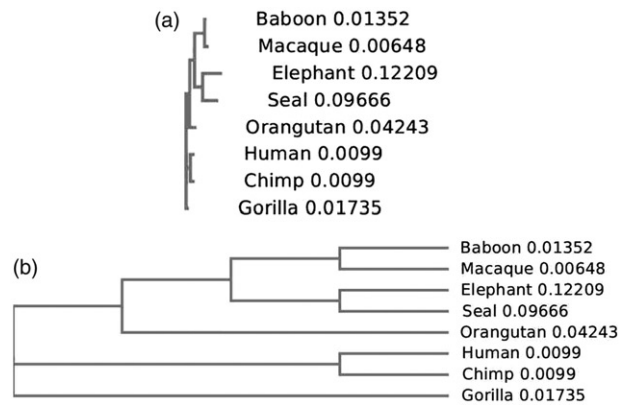 (a)
Baboon 0.01352
Macaque 0.00648
Elephant 0.12209
Seal 0.09666
Orangutan 0.04243
Human 0.0099
Chimp 0.0099
Gorilla 0.01735
(b)
Baboon 0.01352
Macaque 0.00648
Elephant 0.12209
Seal 0.09666
Orangutan 0.04243
Human 0.0099
Chimp 0.0099
Gorilla 0.01735